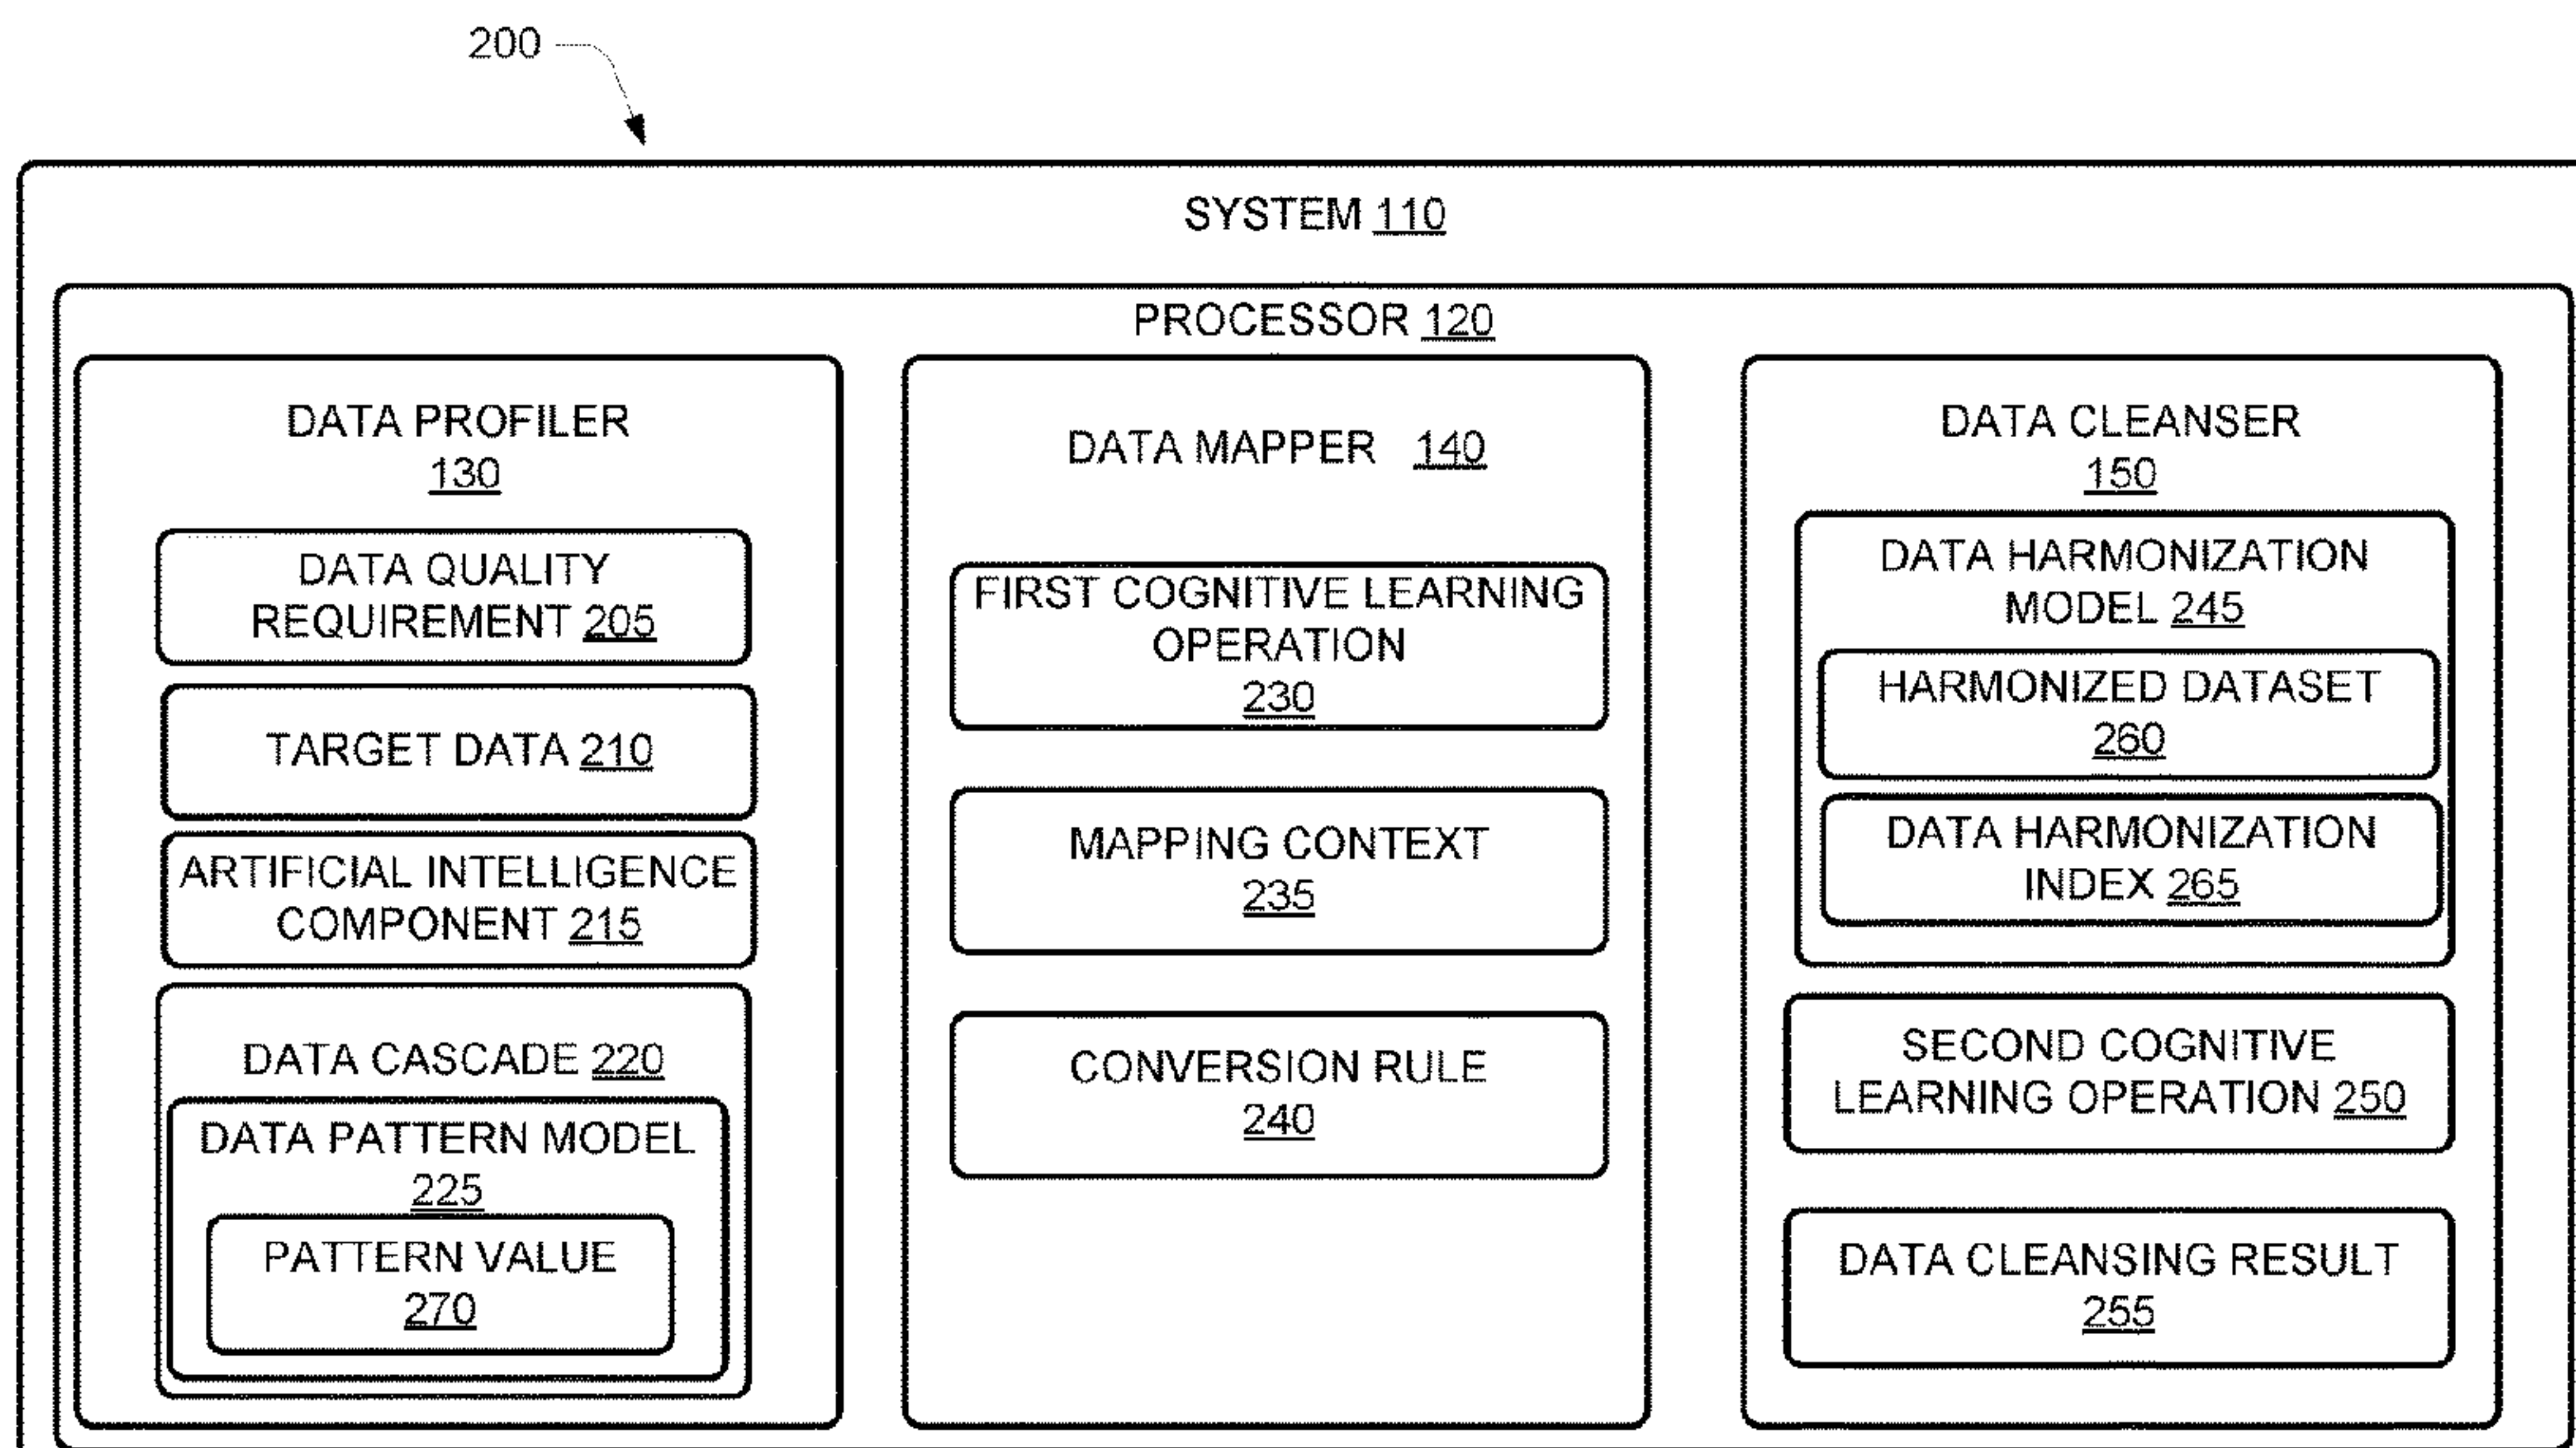 200
SYSTEM 110
PROCESSOR 120
DATA PROFILER
130
DATA QUALITY
REQUIREMENT 205
TARGET DATA 210
ARTIFICIAL INTELLIGENCE
COMPONENT 215
DATA CASCADE 220
DATA PATTERN MODEL
225
PATTERN VALUE
270
DATA MAPPER 140
FIRST COGNITIVE LEARNING
OPERATION
230
MAPPING CONTEXT
235
CONVERSION RULE
240
DATA CLEANSER
150
DATA HARMONIZATION
MODEL 245
HARMONIZED DATASET
260
DATA HARMONIZATION
INDEX 265
SECOND COGNITIVE
LEARNING OPERATION 250
DATA CLEANSING RESULT
255